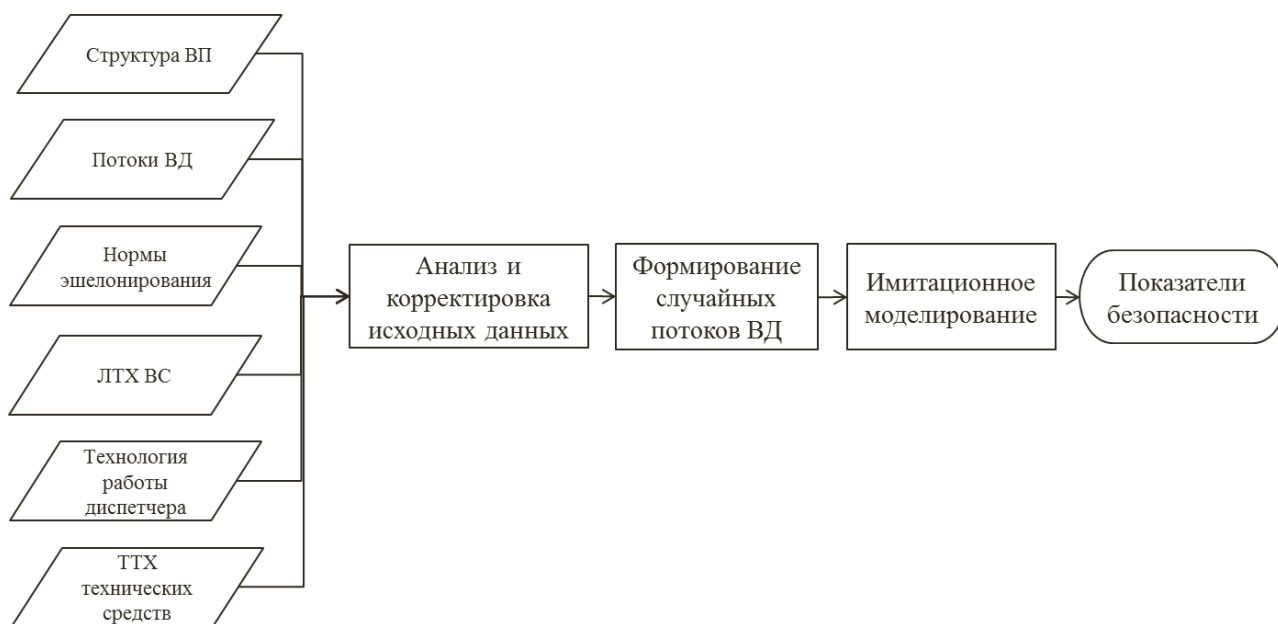 Структура ВП
Потоки ВД
Нормы
эшелонирования
ЛТХ ВС
Технология
работы
диспетчера
ТТХ
технических
средств
Анализ и
корректировка
исходных данных
Формирование
случайных
потоков ВД
Имитационное
моделирование
Показатели
безопасности